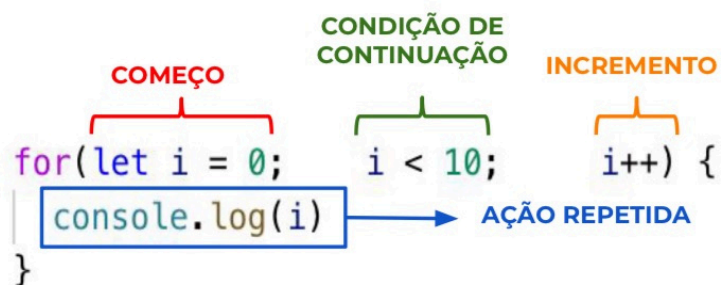 CONDIÇÃO DE
CONTINUAÇÃO
COMEÇO
INCREMENTO
for(let i = 0; i < 10; i++) {
console.log(i)
AÇÃO REPETIDA
}